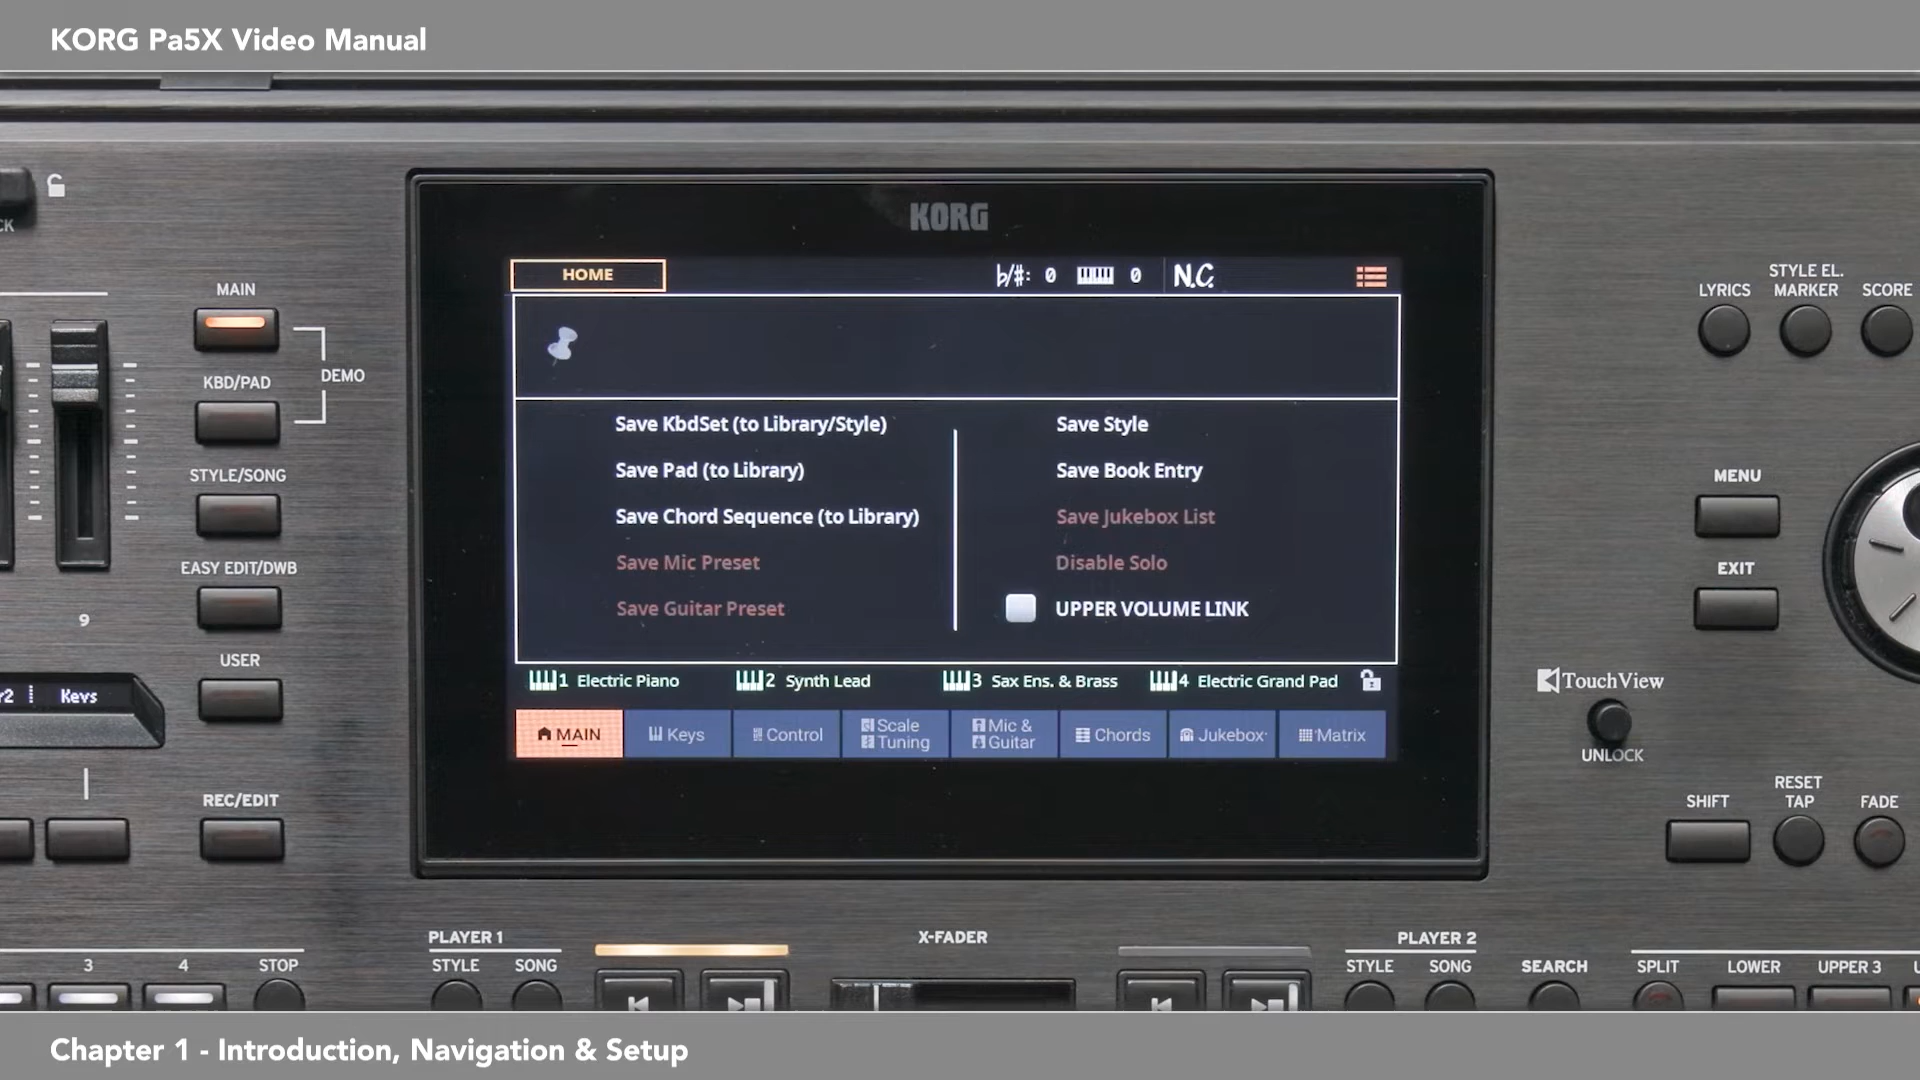 KORG Pa5X Video Manual
KORG
HOME
b/#: 0 0 N.C.
Save KbdSet (to Library/Style)
Save Pad (to Library)
Save Chord Sequence (to Library)
Save Mic Preset
Save Guitar Preset
Save Style
Save Book Entry
Save Jukebox List
Disable Solo
UPPER VOLUME LINK
1 Electric Piano
2 Synth Lead
3 Sax Ens. & Brass
4 Electric Grand Pad
MAIN
Keys
Control
Scale
Tuning
Mic &
Guitar
Chords
Jukebox
Matrix
MAIN
KBD/PAD
DEMO
STYLE/SONG
EASY EDIT/DWB
9
USER
Keys
REC/EDIT
LYRICS
STYLE EL.
MARKER
SCORE
MENU
EXIT
TouchView
UNLOCK
SHIFT
RESET
TAP
FADE
3
4
STOP
PLAYER 1
STYLE
SONG
X-FADER
PLAYER 2
STYLE
SONG
SEARCH
SPLIT
LOWER
UPPER 3
Chapter 1 - Introduction, Navigation & Setup